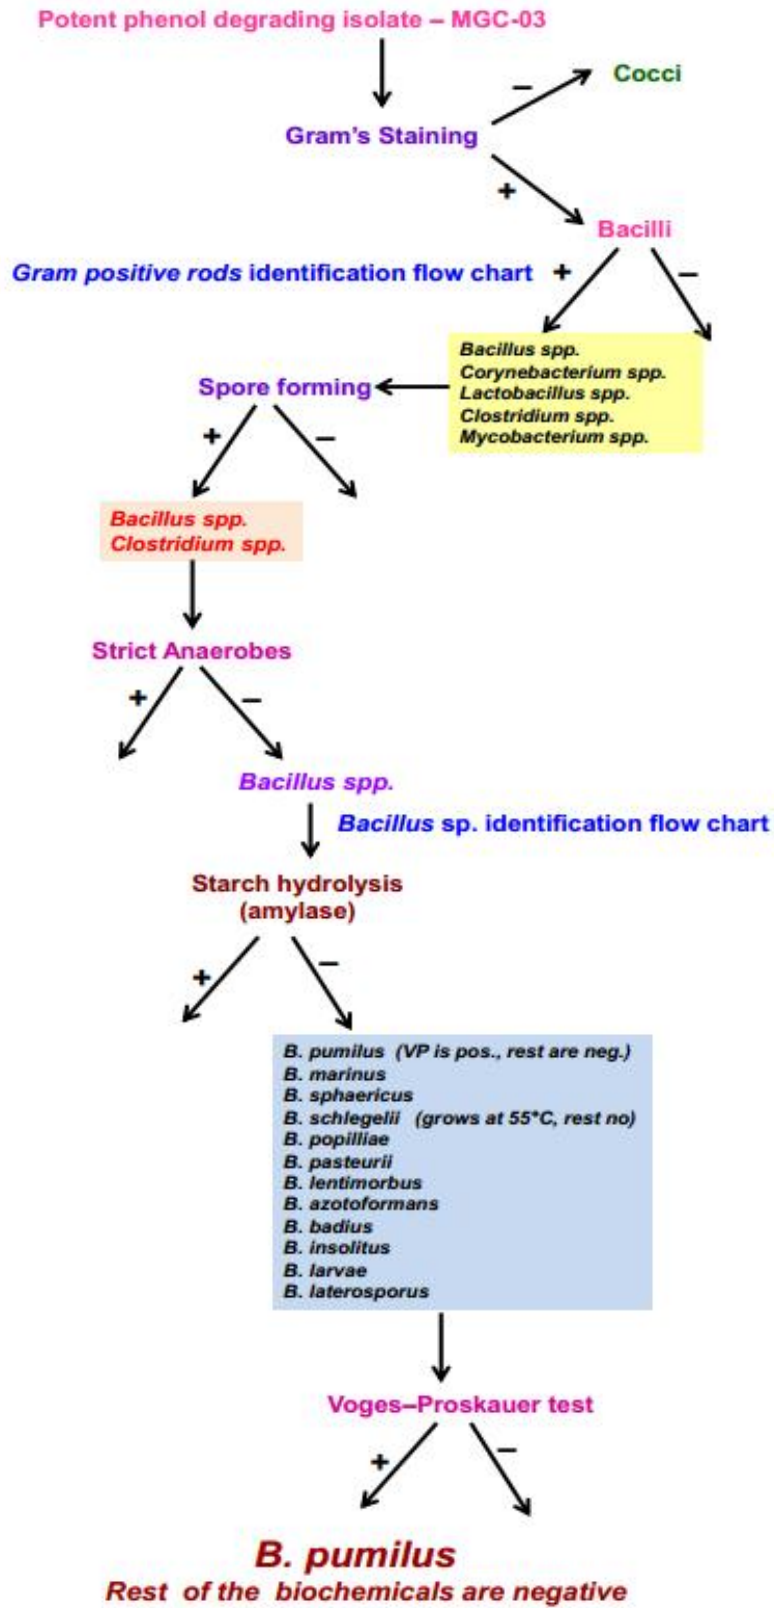 Potent phenol degrading isolate – MGC-03
– Cocci
Gram's Staining
+
Bacilli
Gram positive rods identification flow chart + –
Bacillus spp.
Corynebacterium spp.
Lactobacillus spp.
Clostridium spp.
Mycobacterium spp.
Spore forming
+ –
Bacillus spp.
Clostridium spp.
Strict Anaerobes
+ –
Bacillus spp.
Bacillus sp. identification flow chart
Starch hydrolysis
(amylase)
+ –
B. pumilus (VP is pos., rest are neg.)
B. marinus
B. sphaericus
B. schlegelii (grows at 55*C, rest no)
B. popilliae
B. pasteurii
B. lentimorbus
B. azotoformans
B. badius
B. insolitus
B. larvae
B. laterosporus
Voges–Proskauer test
+ –
B. pumilus
Rest of the biochemicals are negative